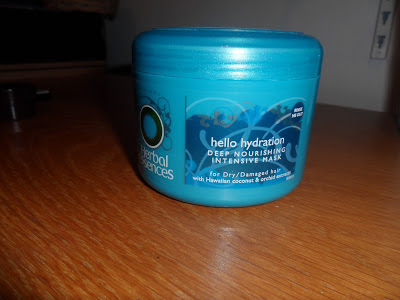 Herbal
Essences
hello hydration
DEEP NOURISHING
INTENSIVE MASK
for Dry/Damaged hair
with Hawaiian coconut & orchid extracts